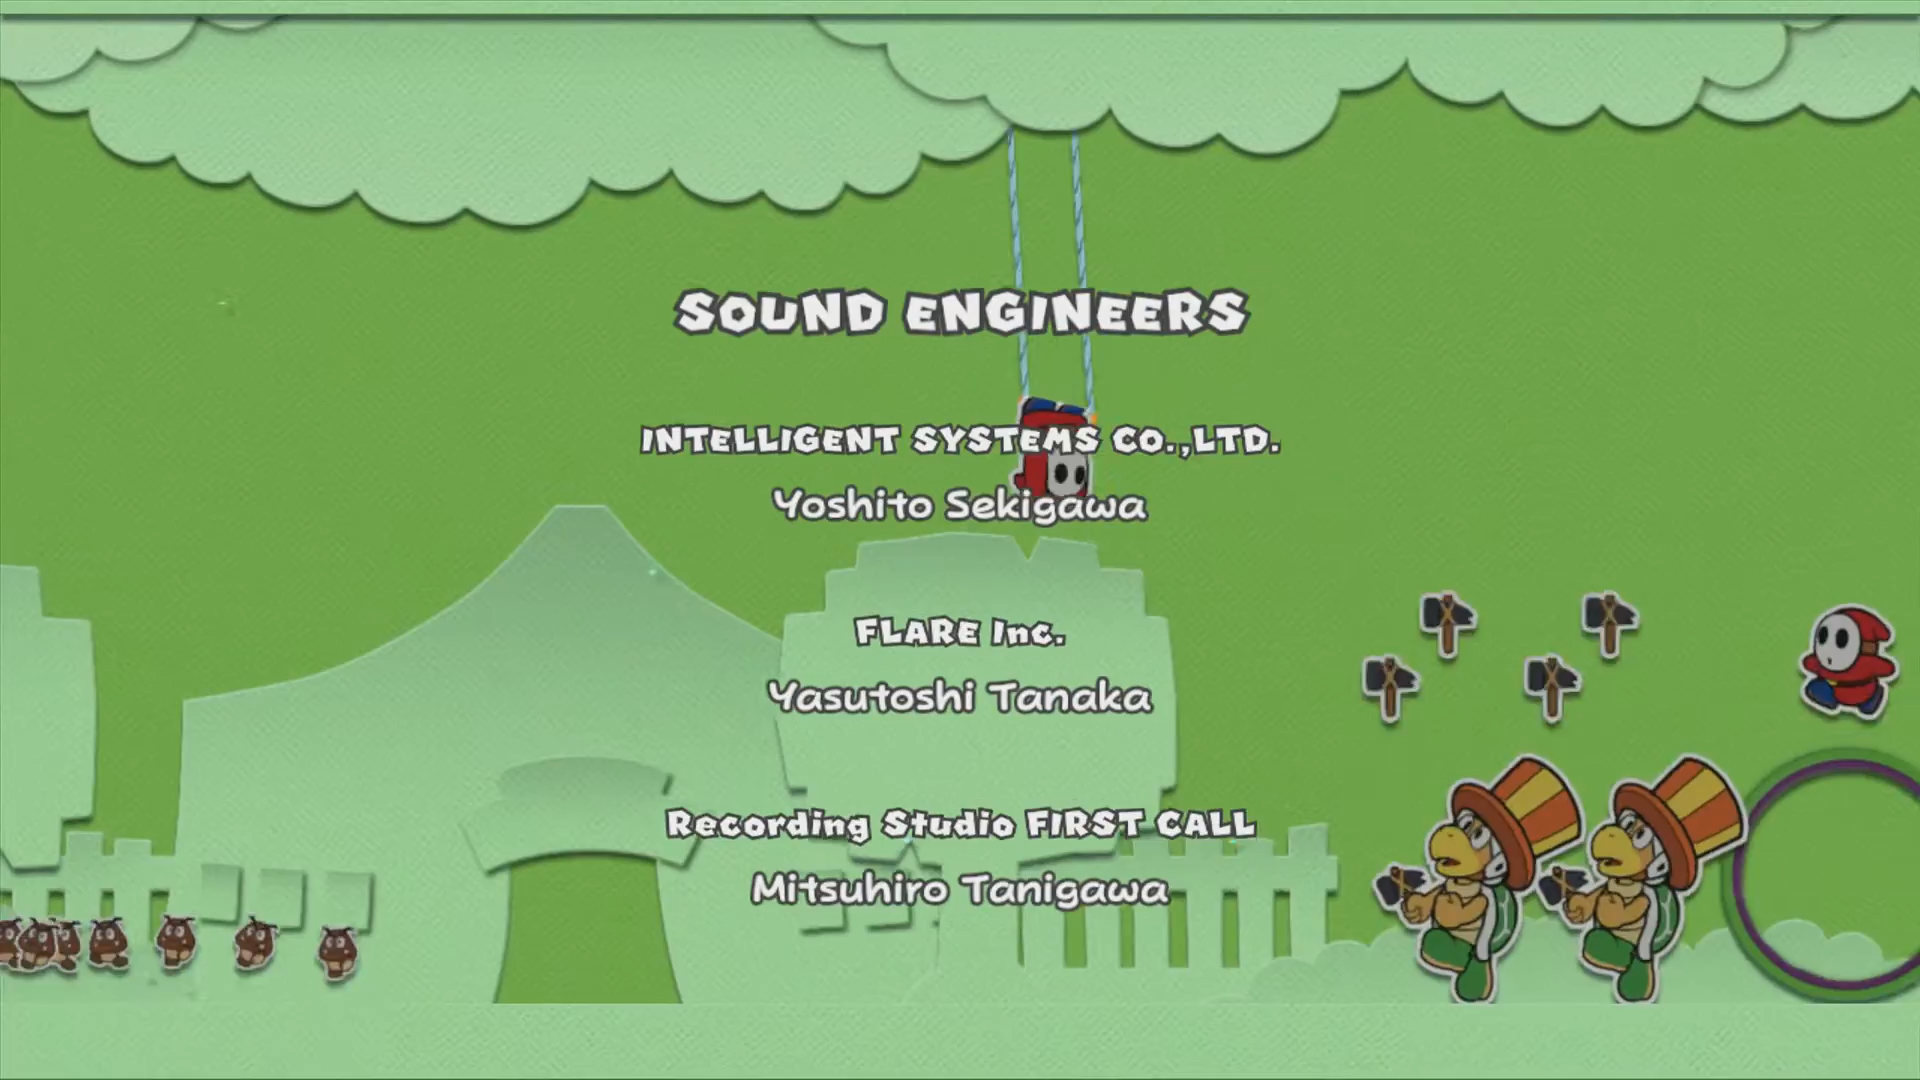 SOUND ENGINEERS
INTELLIGENT SYSTEMS CO.,LTD.
Yoshito Sekigawa
FLARE Inc.
Yasutoshi Tanaka
Recording Studio FIRST CALL
Mitsuhiro Tanigawa